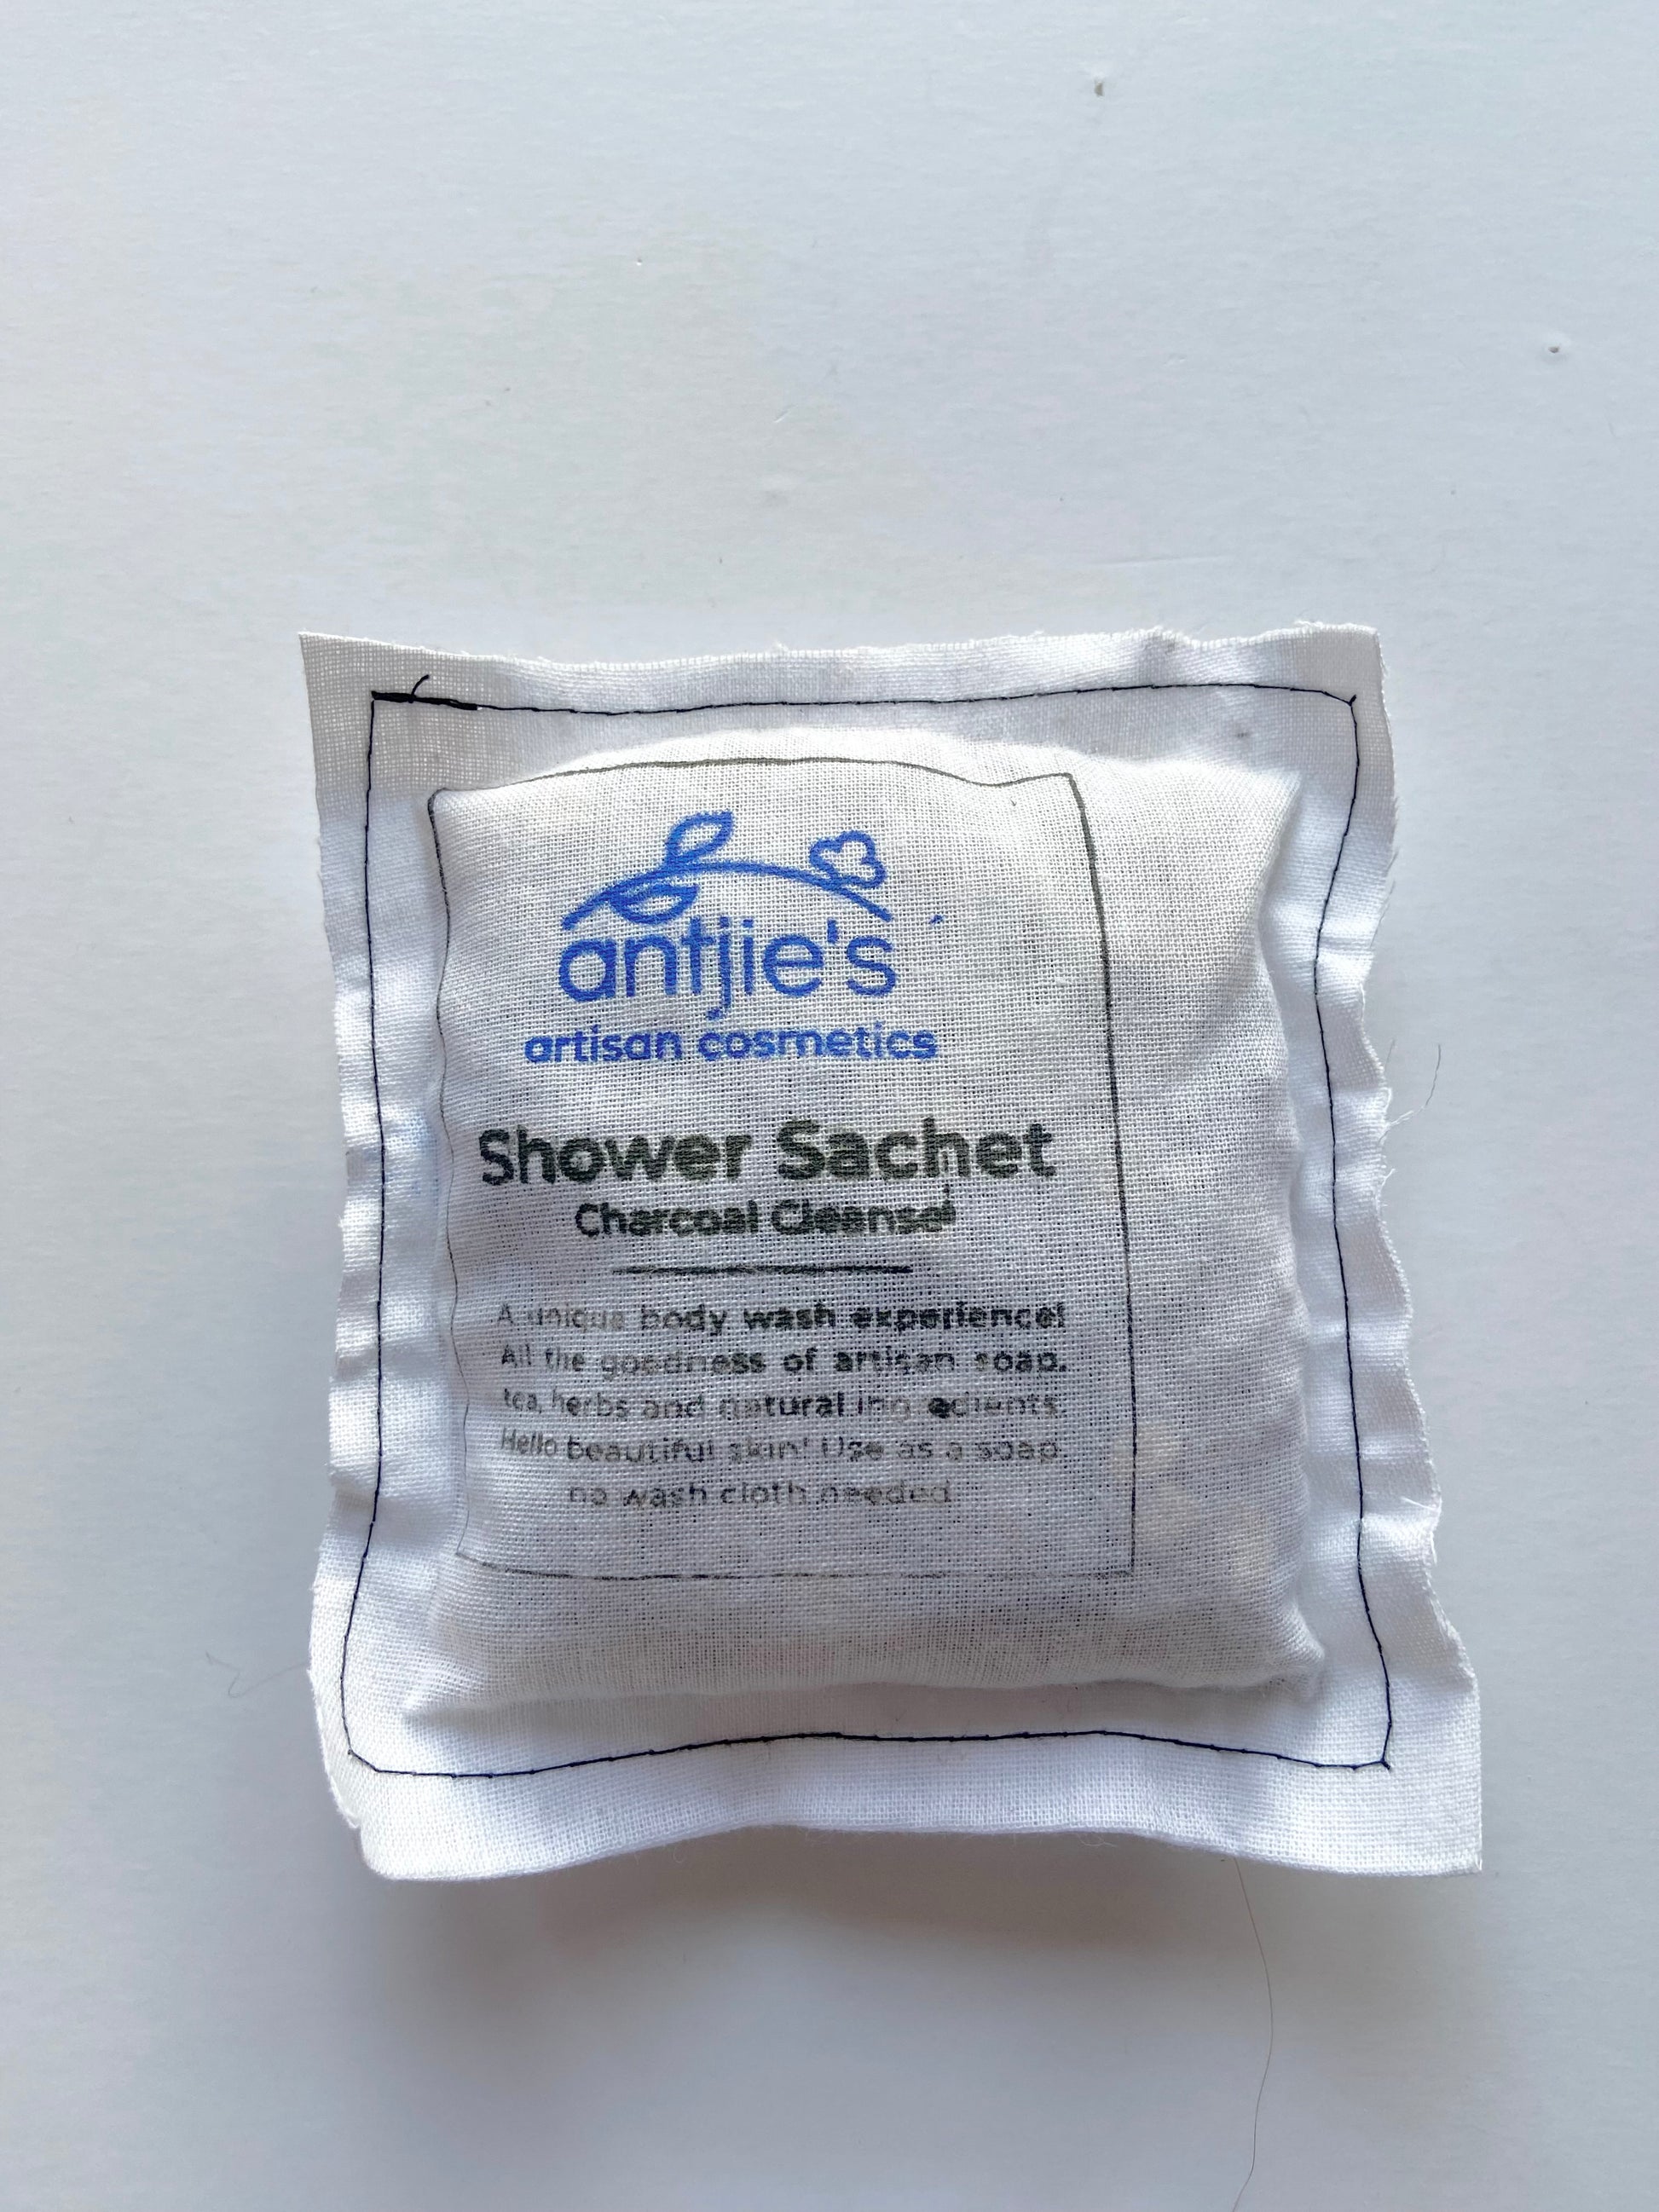 antjie's
artisan cosmetics
Shower Sachet
Charcoal Cleanse
A unique body wash experience!
All the goodness of artisan soap,
tea, herbs and natural ingredients.
Hello beautiful skin! Use as a soap
no wash cloth needed